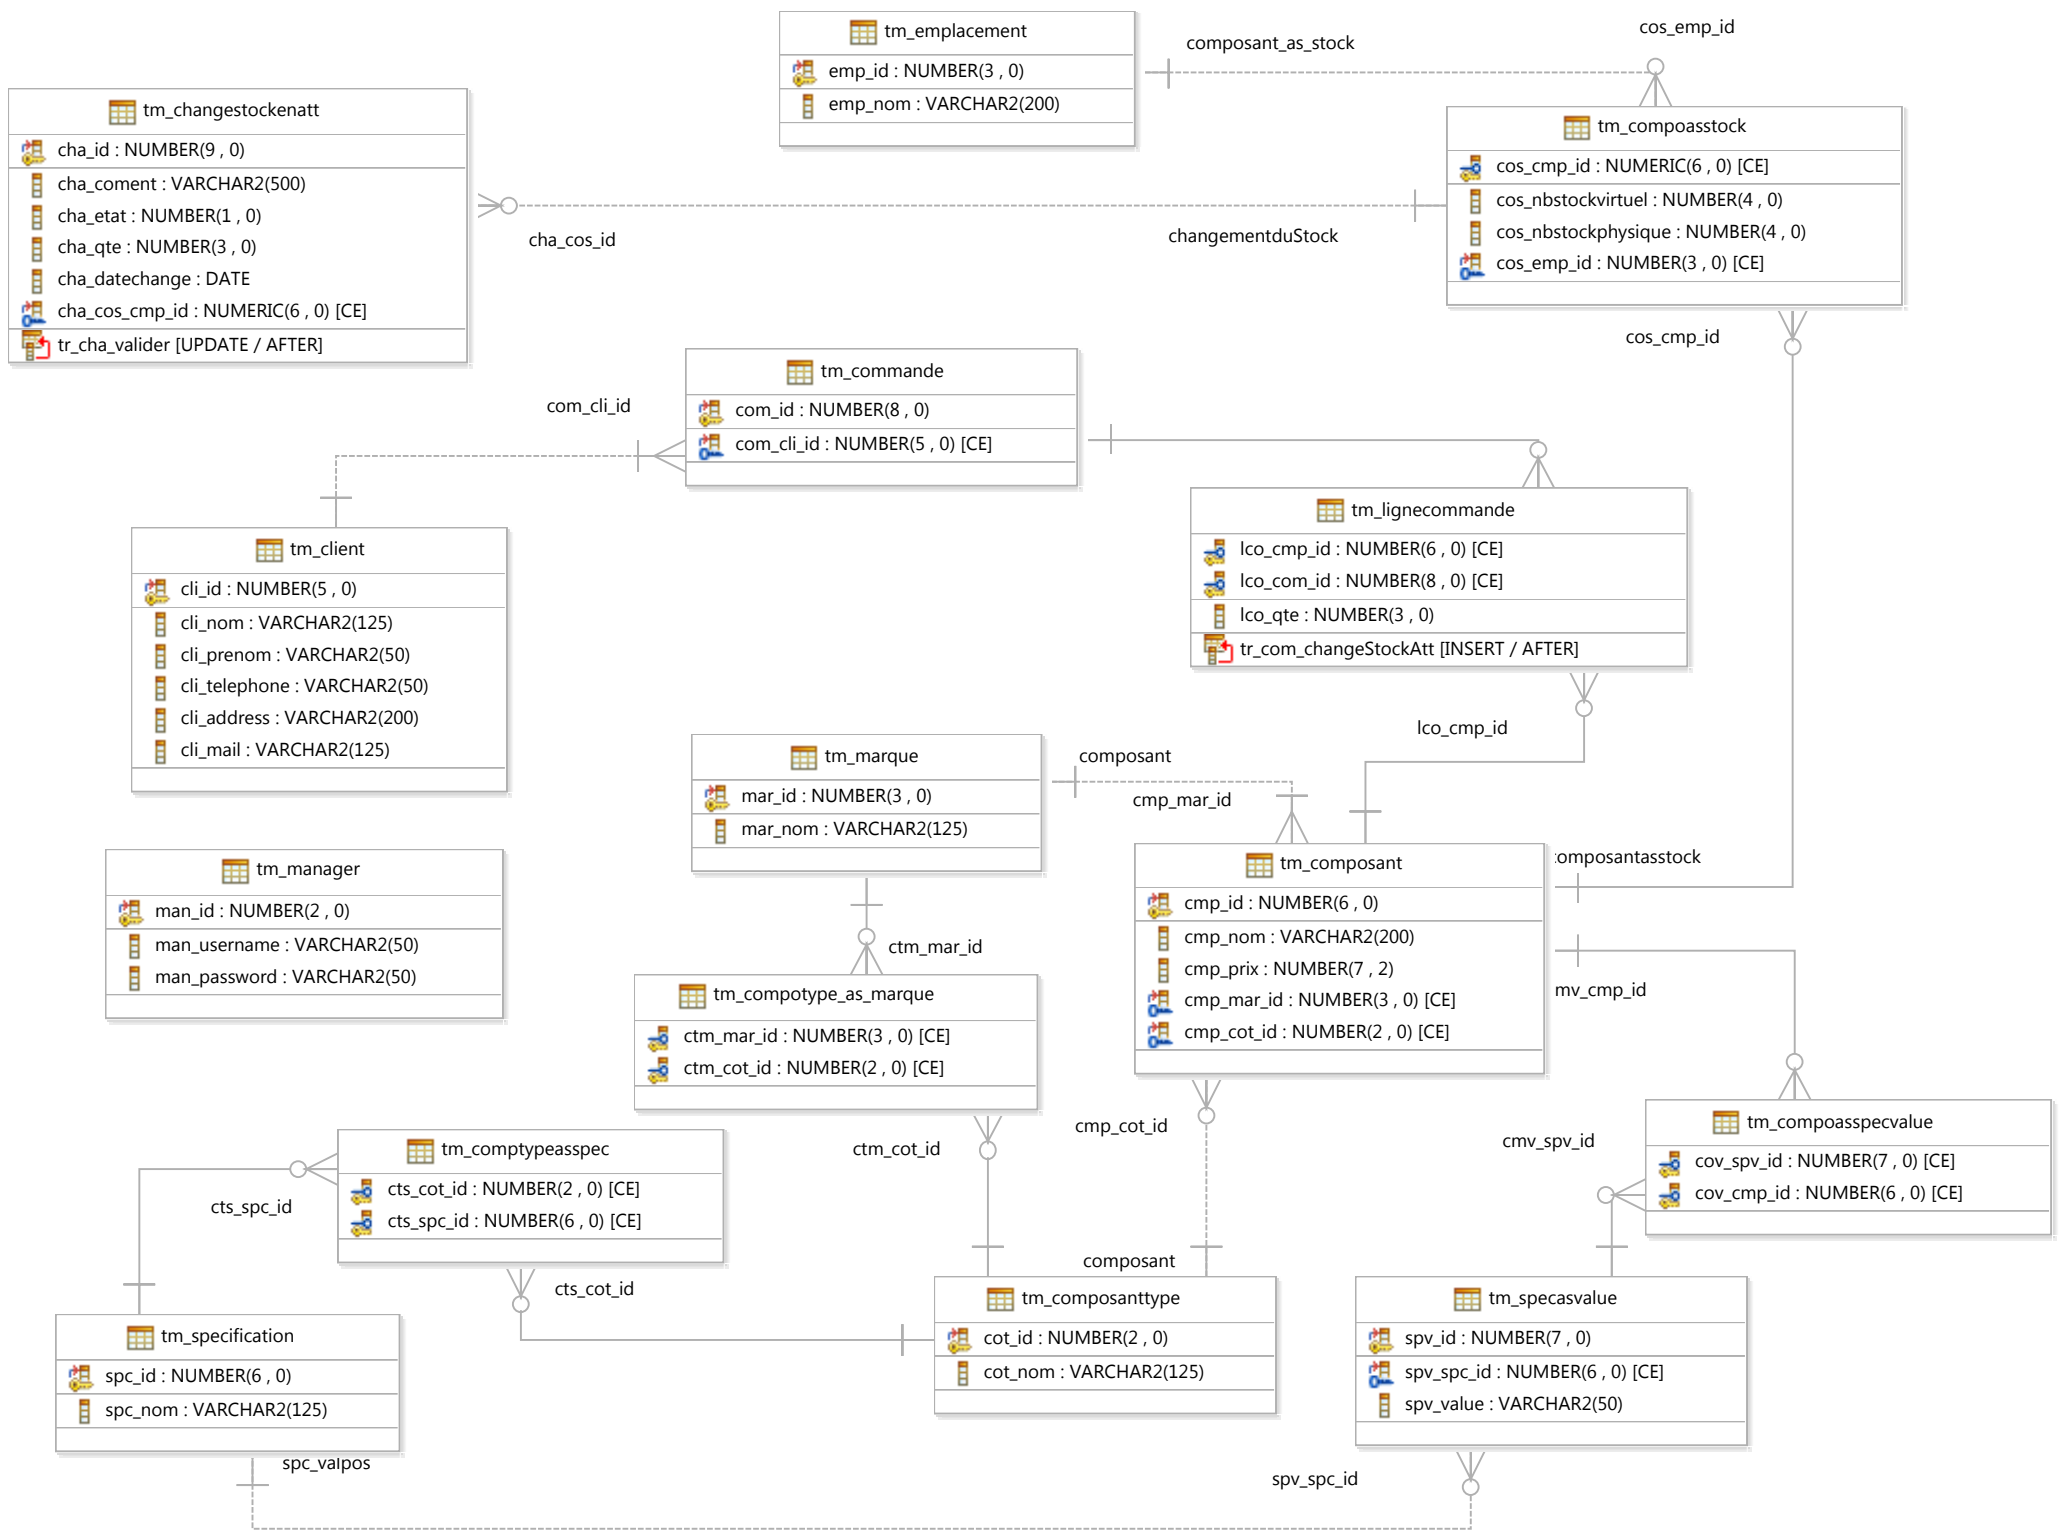 tm_emplacement
emp_id : NUMBER(3 , 0)
emp_nom : VARCHAR2(200)
composant_as_stock
cos_emp_id
tm_changestockenatt
cha_id : NUMBER(9 , 0)
cha_coment : VARCHAR2(500)
cha_etat : NUMBER(1 , 0)
cha_qte : NUMBER(3 , 0)
cha_datechange : DATE
cha_cos_cmp_id : NUMERIC(6 , 0) [CE]
tr_cha_valider [UPDATE / AFTER]
cha_cos_id
changementduStock
tm_compoasstock
cos_cmp_id : NUMERIC(6 , 0) [CE]
cos_nbstockvirtuel : NUMBER(4 , 0)
cos_nbstockphysique : NUMBER(4 , 0)
cos_emp_id : NUMBER(3 , 0) [CE]
cos_cmp_id
tm_commande
com_id : NUMBER(8 , 0)
com_cli_id : NUMBER(5 , 0) [CE]
com_cli_id
tm_client
cli_id : NUMBER(5 , 0)
cli_nom : VARCHAR2(125)
cli_prenom : VARCHAR2(50)
cli_telephone : VARCHAR2(50)
cli_address : VARCHAR2(200)
cli_mail : VARCHAR2(125)
tm_lignecommande
lco_cmp_id : NUMBER(6 , 0) [CE]
lco_com_id : NUMBER(8 , 0) [CE]
lco_qte : NUMBER(3 , 0)
tr_com_changeStockAtt [INSERT / AFTER]
lco_cmp_id
tm_marque
mar_id : NUMBER(3 , 0)
mar_nom : VARCHAR2(125)
composant
cmp_mar_id
tm_manager
man_id : NUMBER(2 , 0)
man_username : VARCHAR2(50)
man_password : VARCHAR2(50)
tm_composant
cmp_id : NUMBER(6 , 0)
cmp_nom : VARCHAR2(200)
cmp_prix : NUMBER(7 , 2)
cmp_mar_id : NUMBER(3 , 0) [CE]
cmp_cot_id : NUMBER(2 , 0) [CE]
omposantasstock
mv_cmp_id
ctm_mar_id
tm_compotype_as_marque
ctm_mar_id : NUMBER(3 , 0) [CE]
ctm_cot_id : NUMBER(2 , 0) [CE]
ctm_cot_id
cmp_cot_id
composant
tm_compoasspecvalue
cov_spv_id : NUMBER(7 , 0) [CE]
cov_cmp_id : NUMBER(6 , 0) [CE]
cmv_spv_id
tm_comptypeasspec
cts_cot_id : NUMBER(2 , 0) [CE]
cts_spc_id : NUMBER(6 , 0) [CE]
cts_spc_id
cts_cot_id
tm_composanttype
cot_id : NUMBER(2 , 0)
cot_nom : VARCHAR2(125)
tm_specasvalue
spv_id : NUMBER(7 , 0)
spv_spc_id : NUMBER(6 , 0) [CE]
spv_value : VARCHAR2(50)
tm_specification
spc_id : NUMBER(6 , 0)
spc_nom : VARCHAR2(125)
spc_valpos
spv_spc_id